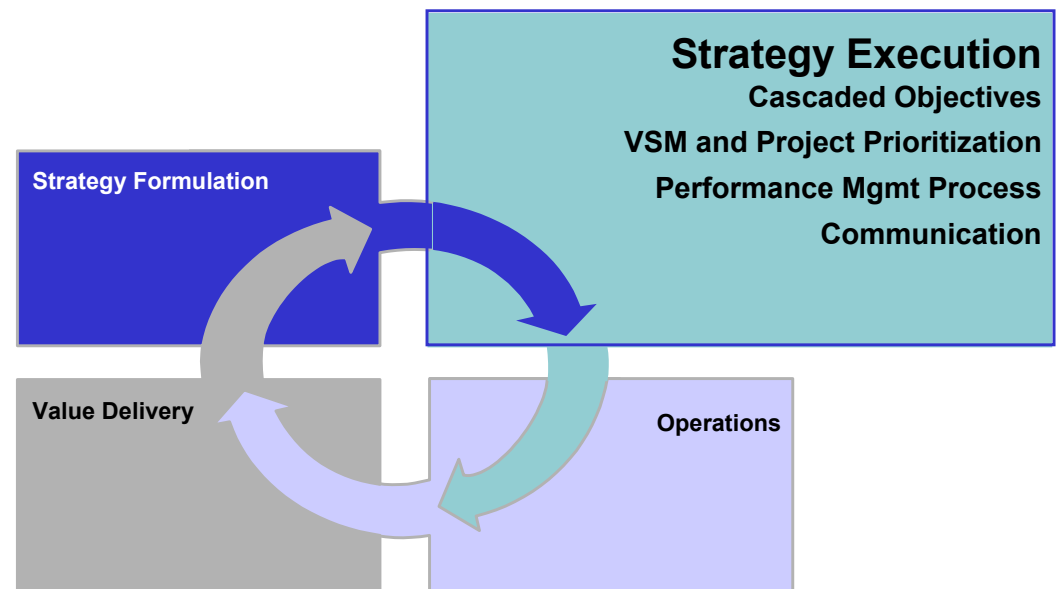 Strategy Execution
Cascaded Objectives
VSM and Project Prioritization
Performance Mgmt Process
Communication
Strategy Formulation
Value Delivery
Operations